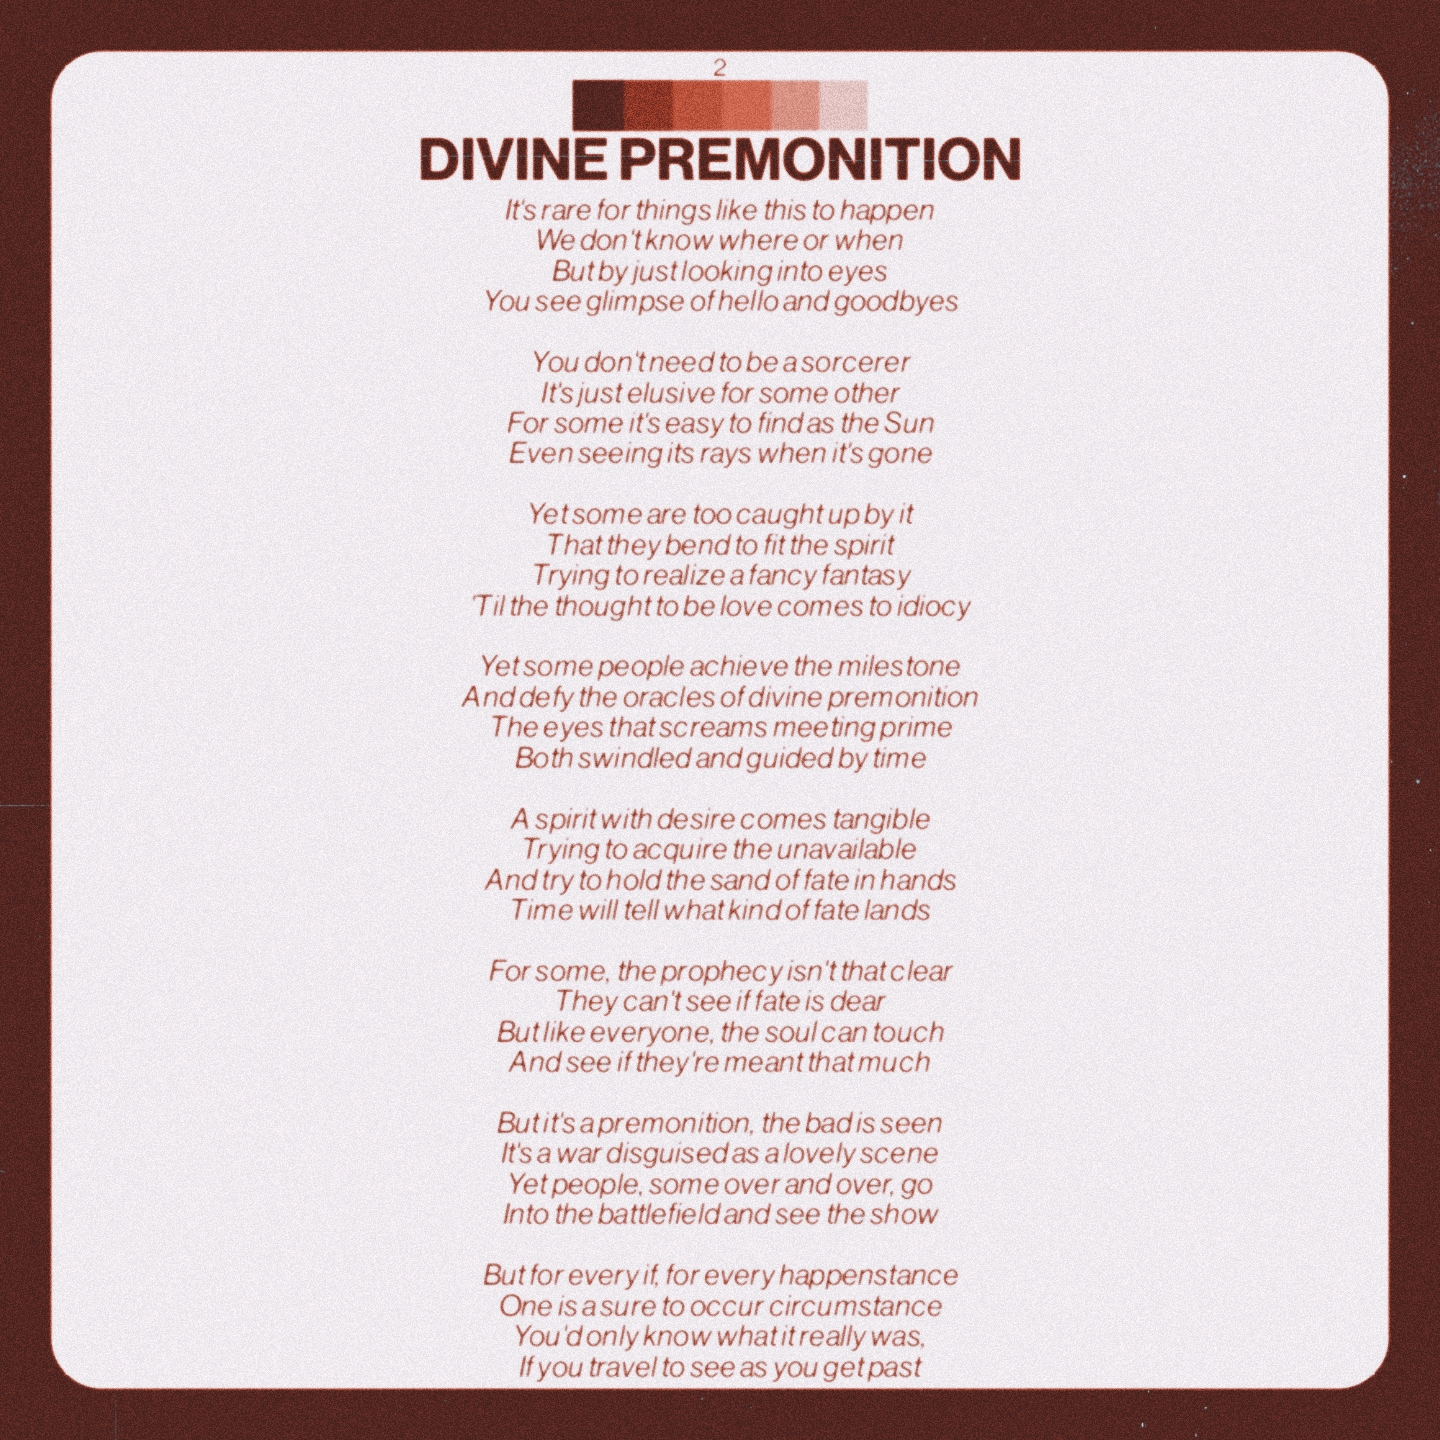 2
DIVINE PREMONITION
It's rare for things like this to happen
We don't know where or when
But by just looking into eyes
You see glimpse of hello and goodbyes
You don't need to be a sorcerer
It's just elusive for some other
For some it's easy to find as the Sun
Even seeing its rays when it's gone
Yet some are too caught up by it
That they bend to fit the spirit
Trying to realize a fancy fantasy
'Til the thought to be love comes to idiocy
Yet some people achieve the milestone
And defy the oracles of divine premonition
The eyes that screams meeting prime
Both swindled and guided by time
A spirit with desire comes tangible
Trying to acquire the unavailable
And try to hold the sand of fate in hands
Time will tell what kind of fate lands
For some, the prophecy isn't that clear
They can't see if fate is dear
But like everyone, the soul can touch
And see if they're meant that much
But it's a premonition, the bad is seen
It's a war disguised as a lovely scene
Yet people, some over and over, go
Into the battlefield and see the show
But for every if, for every happenstance
One is a sure to occur circumstance
You'd only know what it really was,
If you travel to see as you get past